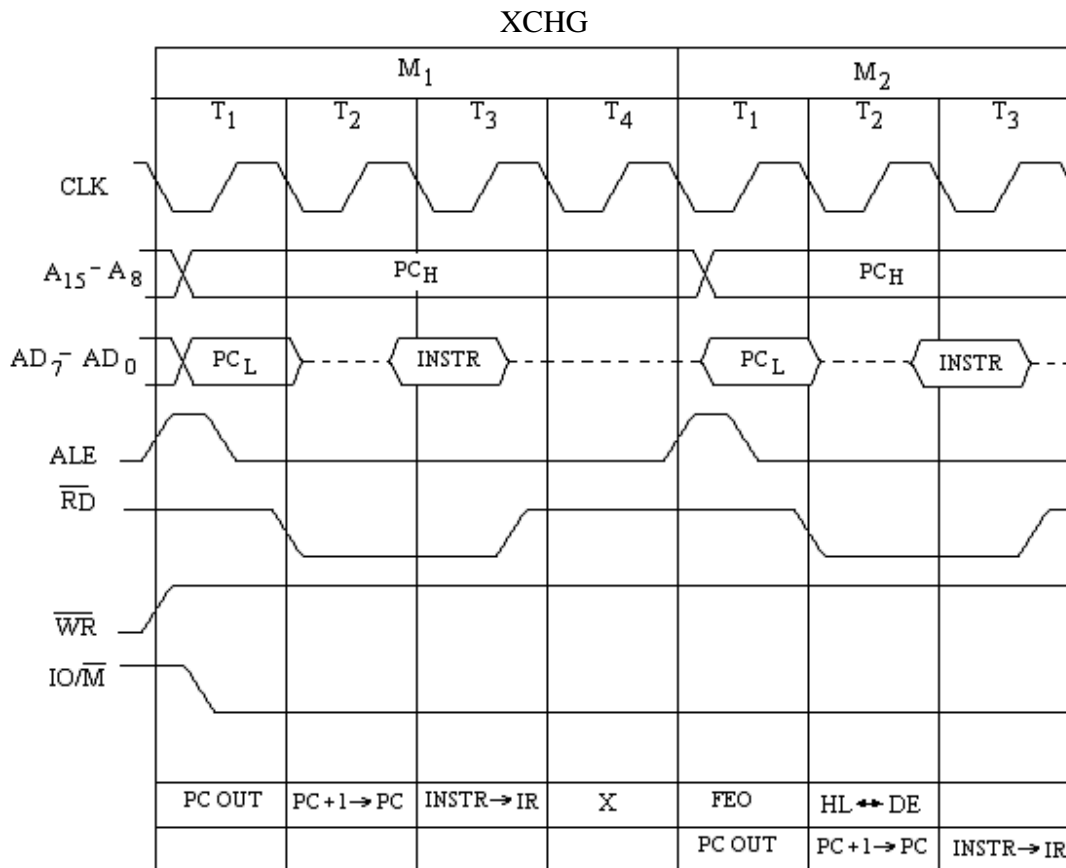 XCHG
M1 M2
T1 T2 T3 T4 T1 T2 T3
CLK
A15 - A8 PCH PCH
AD7 - AD0 PCL INSTR PCL INSTR
ALE
R̅D̅
W̅R̅
IO/M̅
PC OUT PC + 1 → PC INSTR → IR X FEO HL ↔ DE
PC OUT PC + 1 → PC INSTR → IR